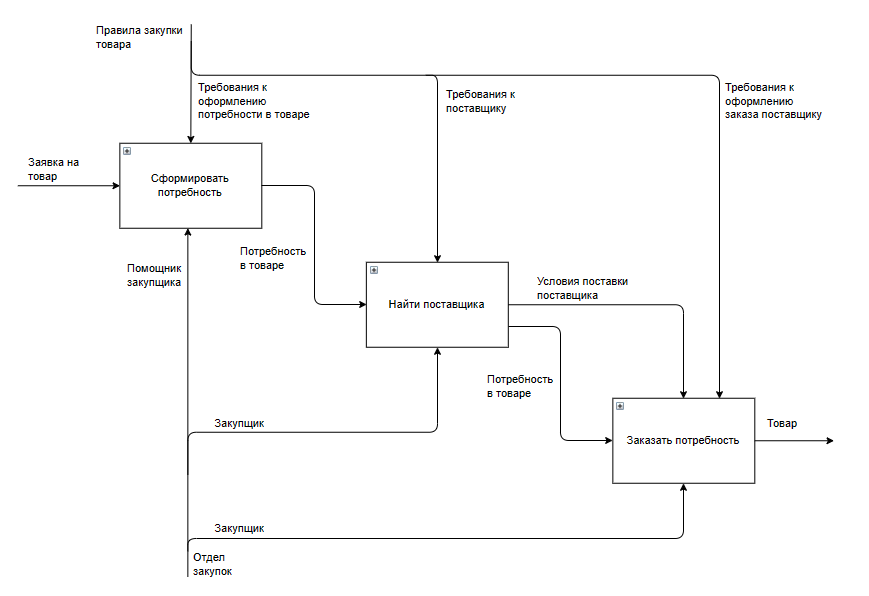 Правила закупки
товара
Требования к
оформлению
потребности в товаре
Требования к
поставщику
Требования к
оформлению
заказа поставщику
Заявка на
товар
Сформировать
потребность
Потребность
в товаре
Помощник
закупщика
Найти поставщика
Условия поставки
поставщика
Потребность
в товаре
Закупщик
Заказать потребность
Товар
Закупщик
Отдел
закупок